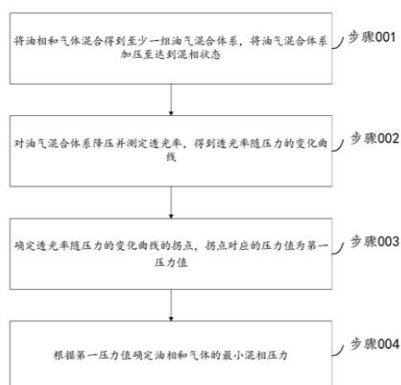 将油相和气体混合得到至少一组油气混合体系，将油气混合体系
加压至达到混相状态
步骤001
对油气混合体系降压并测定透光率，得到透光率随压力的变化曲
线
步骤002
确定透光率随压力的变化曲线的拐点，拐点对应的压力值为第一
压力值
步骤003
根据第一压力值确定油相和气体的最小混相压力
步骤004